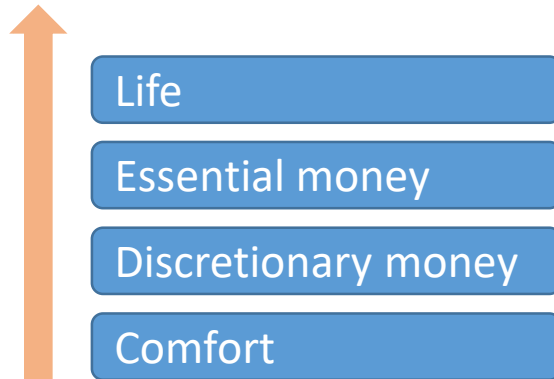 Life
Essential money
Discretionary money
Comfort